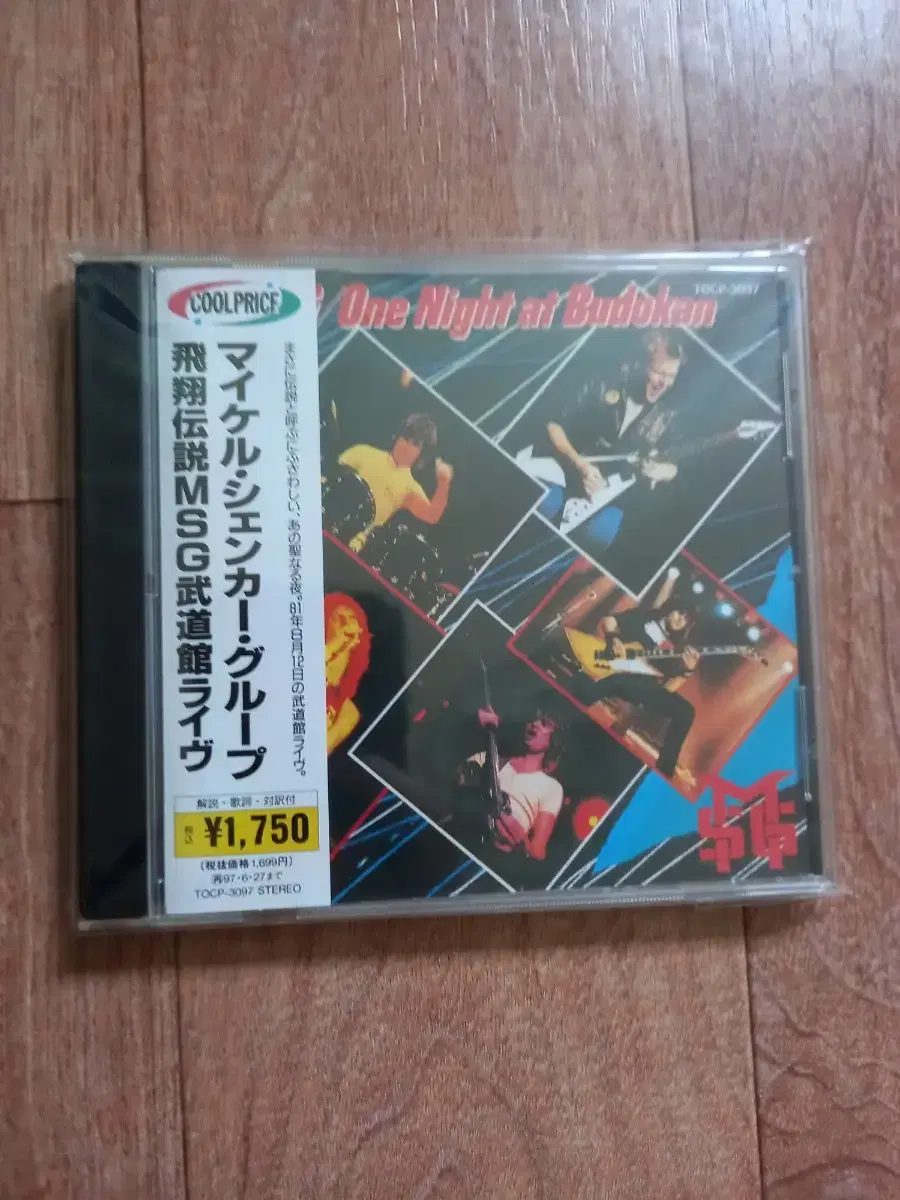 COOLPRICE
マイケル・シェンカー・グループ
飛翔伝説MSG武道館ライヴ
まさに伝説と呼ぶにふさわしい、あの聖なる夜。81年8月12日の武道館ライヴ。
解説・歌詞・対訳付
税込 ¥1,750
(税抜価格1,699円)
再97・6・27まで
TOCP-3097 STEREO
One Night at Budokan
TOCP-3097